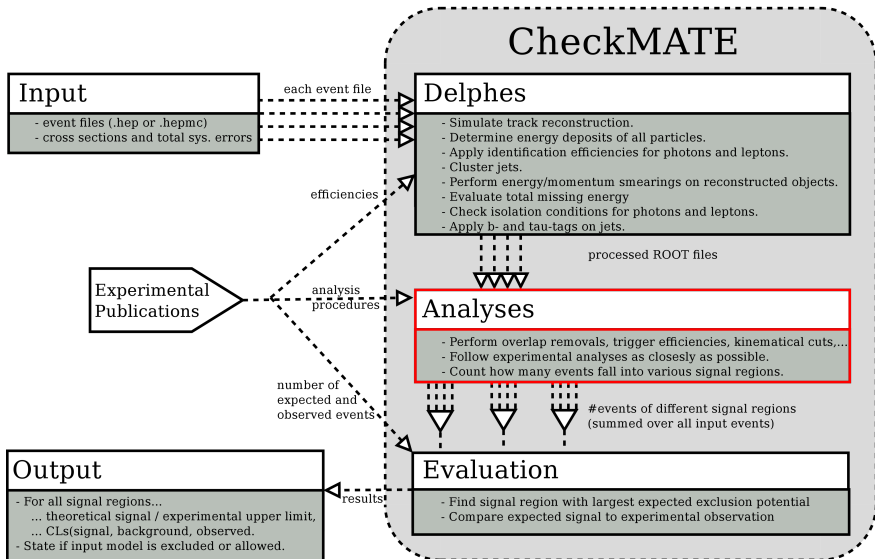 CheckMATE
Input
- event files (.hep or .hepmc)
- cross sections and total sys. errors
each event file
Delphes
- Simulate track reconstruction.
- Determine energy deposits of all particles.
- Apply identification efficiencies for photons and leptons.
- Cluster jets.
- Perform energy/momentum smearings on reconstructed objects.
- Evaluate total missing energy
- Check isolation conditions for photons and leptons.
- Apply b- and tau-tags on jets.
efficiencies
processed ROOT files
Experimental
Publications
analysis
procedures
Analyses
- Perform overlap removals, trigger efficiencies, kinematical cuts,...
- Follow experimental analyses as closesly as possible.
- Count how many events fall into various signal regions.
number of
expected and
observed events
#events of different signal regions
(summed over all input events)
Output
- For all signal regions...
... theoretical signal / experimental upper limit,
... CLs(signal, background, observed.
- State if input model is excluded or allowed.
results
Evaluation
- Find signal region with largest expected exclusion potential
- Compare expected signal to experimental observation